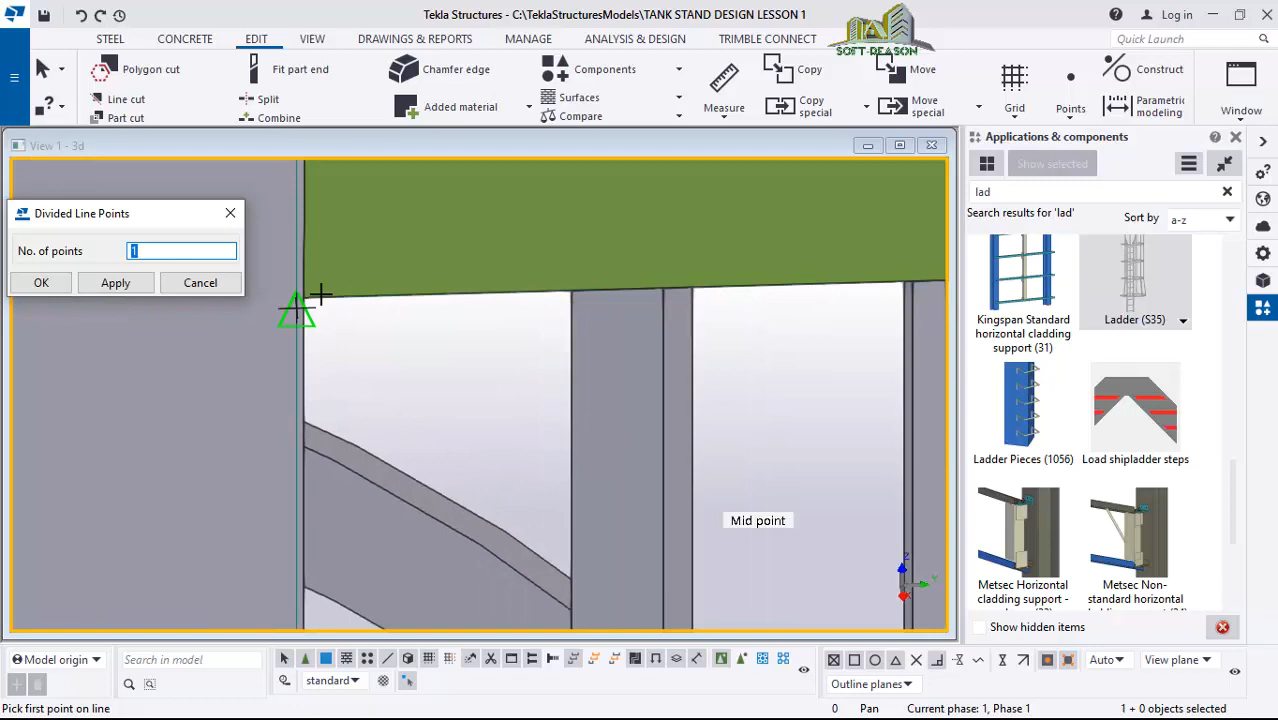 Tekla Structures - C:\TeklaStructuresModels\TANK STAND DESIGN LESSON 1
Log in
SOFT-REASON
STEEL CONCRETE EDIT VIEW DRAWINGS & REPORTS MANAGE ANALYSIS & DESIGN TRIMBLE CONNECT
Quick Launch
Polygon cut
Line cut
Part cut
Fit part end
Split
Combine
Chamfer edge
Added material
Components
Surfaces
Compare
Measure
Copy
Copy special
Move
Move special
Grid
Points
Construct
Parametric modeling
Window
View 1 - 3d
Divided Line Points
No. of points 1
OK Apply Cancel
Mid point
Z
Y
Applications & components
Show selected
lad
Search results for 'lad'
Sort by a-z
Kingspan Standard horizontal cladding support (31)
Ladder (S35)
Ladder Pieces (1056)
Load shipladder steps
Metsec Horizontal cladding support -
Metsec Non-standard horizontal
Show hidden items
Model origin
Search in model
standard
Auto
View plane
Outline planes
Pick first point on line
0 Pan Current phase: 1, Phase 1 1 + 0 objects selected